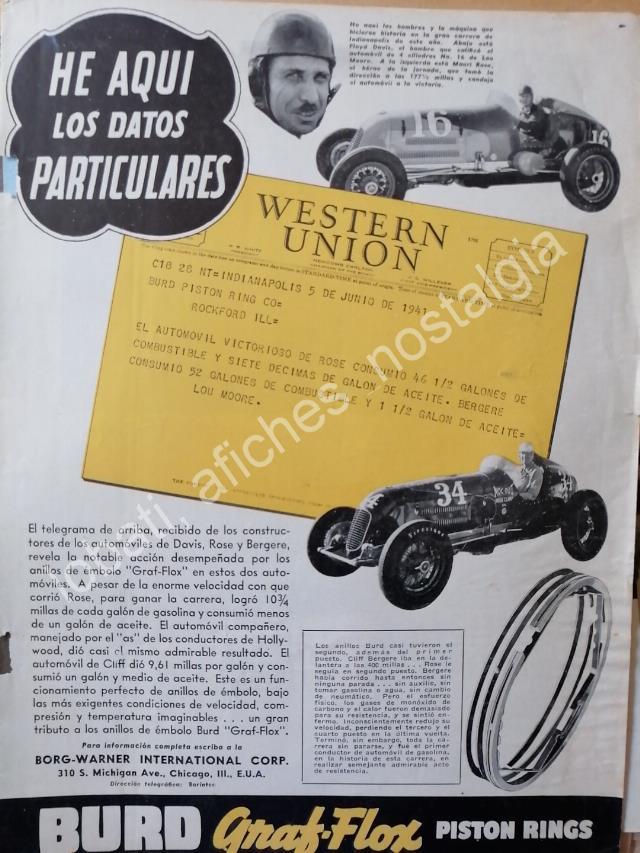 HE AQUI
LOS DATOS
PARTICULARES
He aquí los hombres y la máquina que
hicieron historia en la gran carrera de
Indianapolis de este año. Abajo está
Floyd Davis, el hombre que calificó el
automóvil de 4 cilindros No. 16 de Lou
Moore. A la izquierda está Mauri Rose,
el héroe de la jornada, que tomó la
dirección a las 177½ millas y condujo
el automóvil a la victoria.
16
16
WESTERN
UNION
C18 28 NT=INDIANAPOLIS 5 DE JUNIO DE 1941
BURD PISTON RING CO=
ROCKFORD ILL=
EL AUTOMOVIL VICTORIOSO DE ROSE CONSUMIO 46 1/2 GALONES DE
COMBUSTIBLE Y SIETE DECIMAS DE GALON DE ACEITE. BERGERE
CONSUMIO 52 GALONES DE COMBUSTIBLE Y 1 1/2 GALON DE ACEITE=
LOU MOORE.
afiches, nostalgia
34
El telegrama de arriba, recibido de los construc-
tores de los automóviles de Davis, Rose y Bergere,
revela la notable acción desempeñada por los
anillos de émbolo "Graf-Flox" en estos dos auto-
móviles. A pesar de la enorme velocidad con que
corrió Rose, para ganar la carrera, logró 10¾
millas de cada galón de gasolina y consumió menos
de un galón de aceite. El automóvil compañero,
manejado por el "as" de los conductores de Holly-
wood, dió casi el mismo admirable resultado. El
automóvil de Cliff dió 9,61 millas por galón y con-
sumió un galón y medio de aceite. Este es un fun-
cionamiento perfecto de anillos de émbolo, bajo
las más exigentes condiciones de velocidad, com-
presión y temperatura imaginables . . . un gran
tributo a los anillos de émbolo Burd "Graf-Flox".
Para información completa escriba a la
BORG-WARNER INTERNATIONAL CORP.
310 S. Michigan Ave., Chicago, Ill., E.U.A.
Dirección telegráfica: Borintco
Los anillos Burd casi tuvieron el
segundo, además del primer
puesto. Cliff Bergere iba en la de-
lantera a las 400 millas . . . Rose le
seguía en segundo puesto. Bergere
había corrido hasta entonces sin
ninguna parada . . . sin auxilio, sin
tomar gasolina o agua, sin cambio
de neumático. Pero el esfuerzo
físico, los gases de monóxido de
carbono y el calor fueron demasiado
para su resistencia, y se sintió en-
fermo. Inconscientemente redujo su
velocidad, perdiendo el tercero y el
cuarto puesto en la última vuelta.
Terminó, sin embargo, toda la ca-
rrera sin pararse, y fué el primer
conductor de automóvil de gasolina,
en la historia de esta carrera, en
realizar semejante admirable acto
de resistencia.
BURD Graf-Flox PISTON RINGS